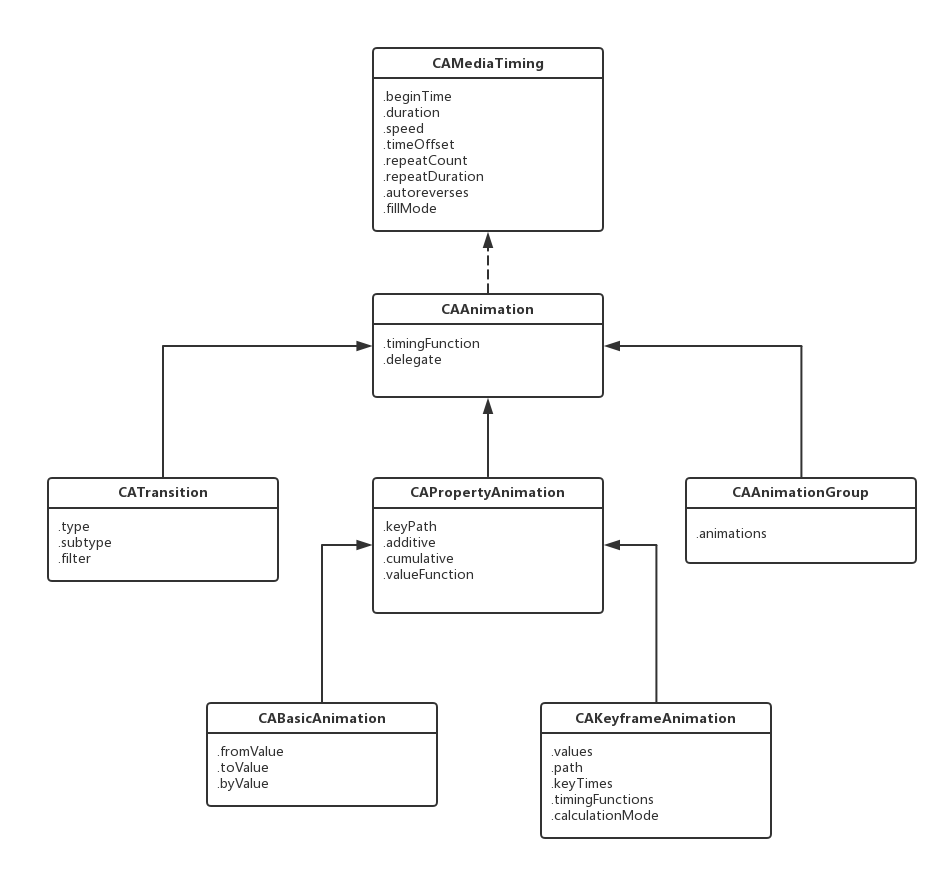 CAMediaTiming
.beginTime
.duration
.speed
.timeOffset
.repeatCount
.repeatDuration
.autoreverses
.fillMode
CAAnimation
.timingFunction
.delegate
CATransition
.type
.subtype
.filter
CAPropertyAnimation
.keyPath
.additive
.cumulative
.valueFunction
CAAnimationGroup
.animations
CABasicAnimation
.fromValue
.toValue
.byValue
CAKeyframeAnimation
.values
.path
.keyTimes
.timingFunctions
.calculationMode